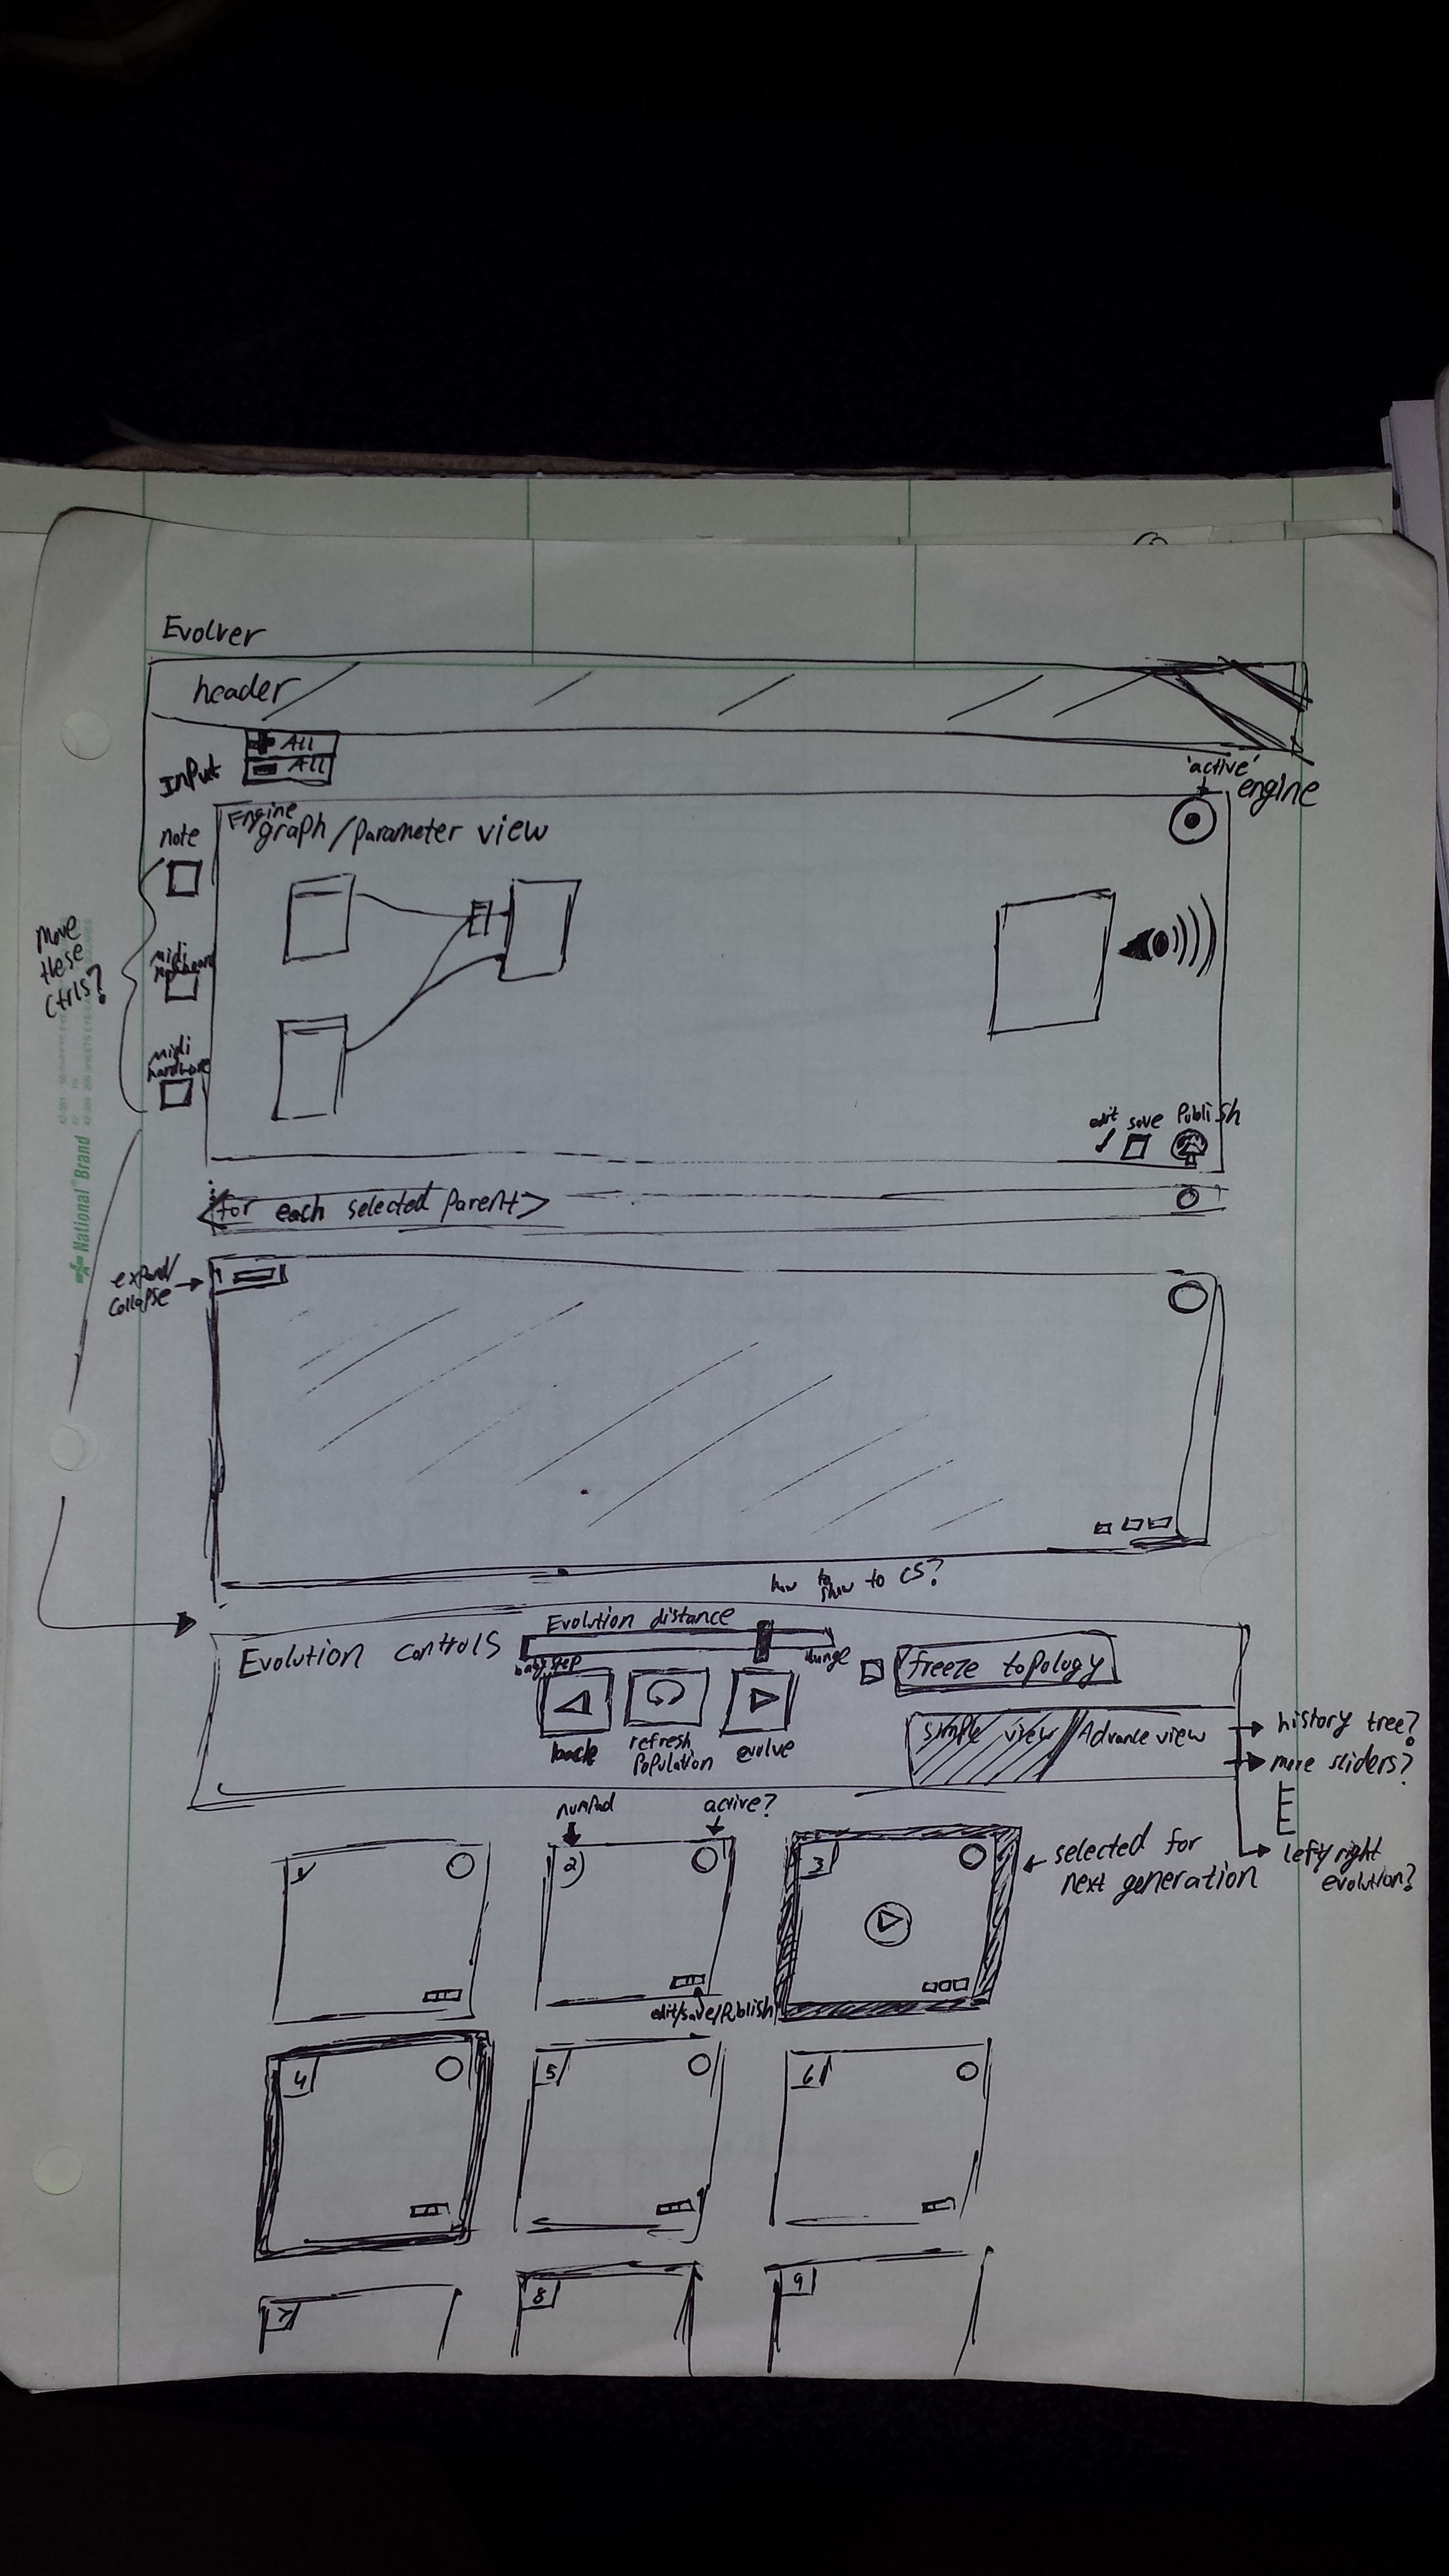 Evolver
header
+ All
- All
Input
'active'
engine
Engine
graph/parameter view
note
midi
midi
hardware
Move
these
ctrls?
National Brand
edit save Publish
<for each selected parent>
expand/
collapse
how to show to CS?
Evolution controls
Evolution distance
baby step
freeze topology
back
refresh
Population
evolve
simple view
Advance view
history tree?
more sliders?
left/right
evolution?
numpad
active?
1
2)
3
selected for
next generation
edit/save/publish
4
5
6
7
8
9